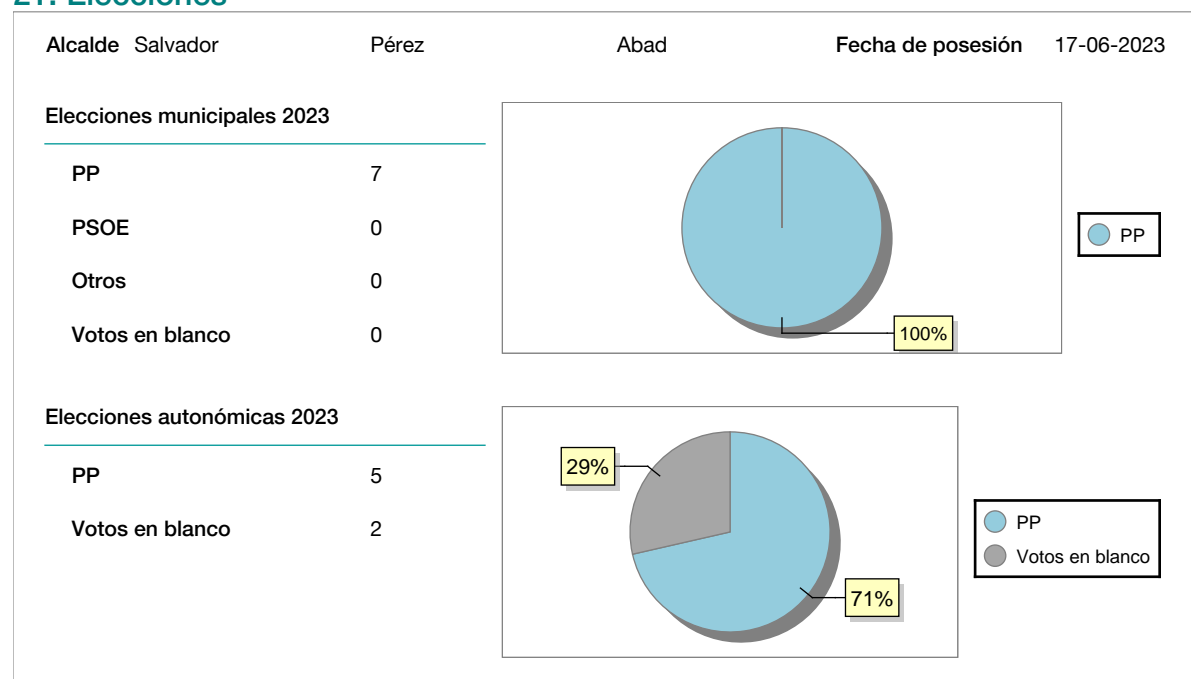 21. Elecciones
Alcalde Salvador Pérez Abad Fecha de posesión 17-06-2023
Elecciones municipales 2023
PP 7
PSOE 0
Otros 0
Votos en blanco 0
100%
PP
Elecciones autonómicas 2023
PP 5
Votos en blanco 2
29%
71%
PP
Votos en blanco